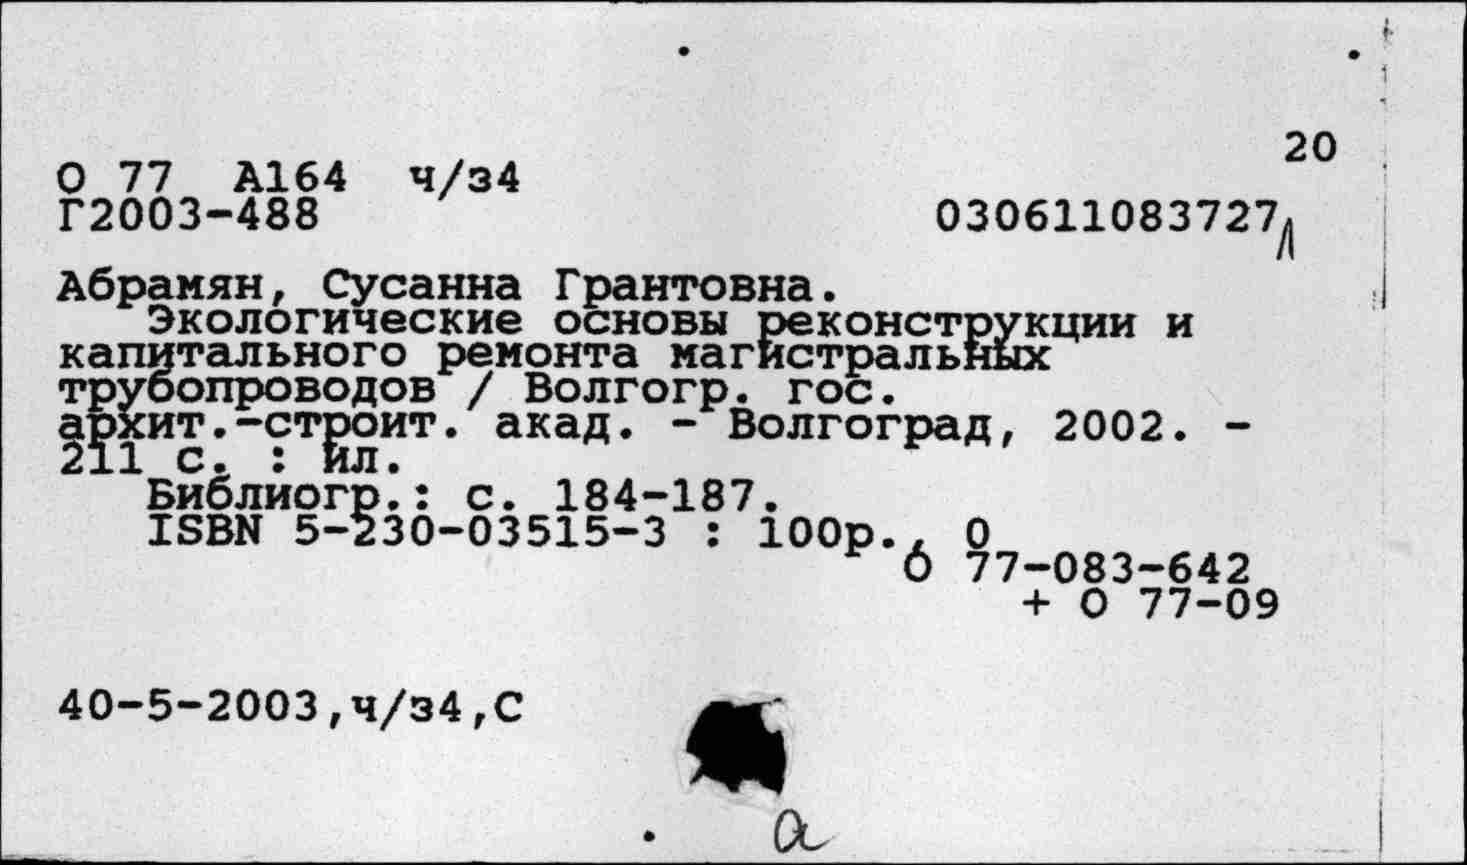 20
О 77 А164 ч/з4
Г2003-488 030611083727
Абрамян, Сусанна Грантовна.
Экологические основы реконструкции и
капитального ремонта магистральных
трубопроводов / Волгогр. гос.
архит.-строит. акад. - Волгоград, 2002. -
211 с. : ил.
Библиогр.: с. 184-187.
ISBN 5-230-03515-3 : 100р., 0
б 77-083-642
+ О 77-09
40-5-2003,ч/з4,С
а